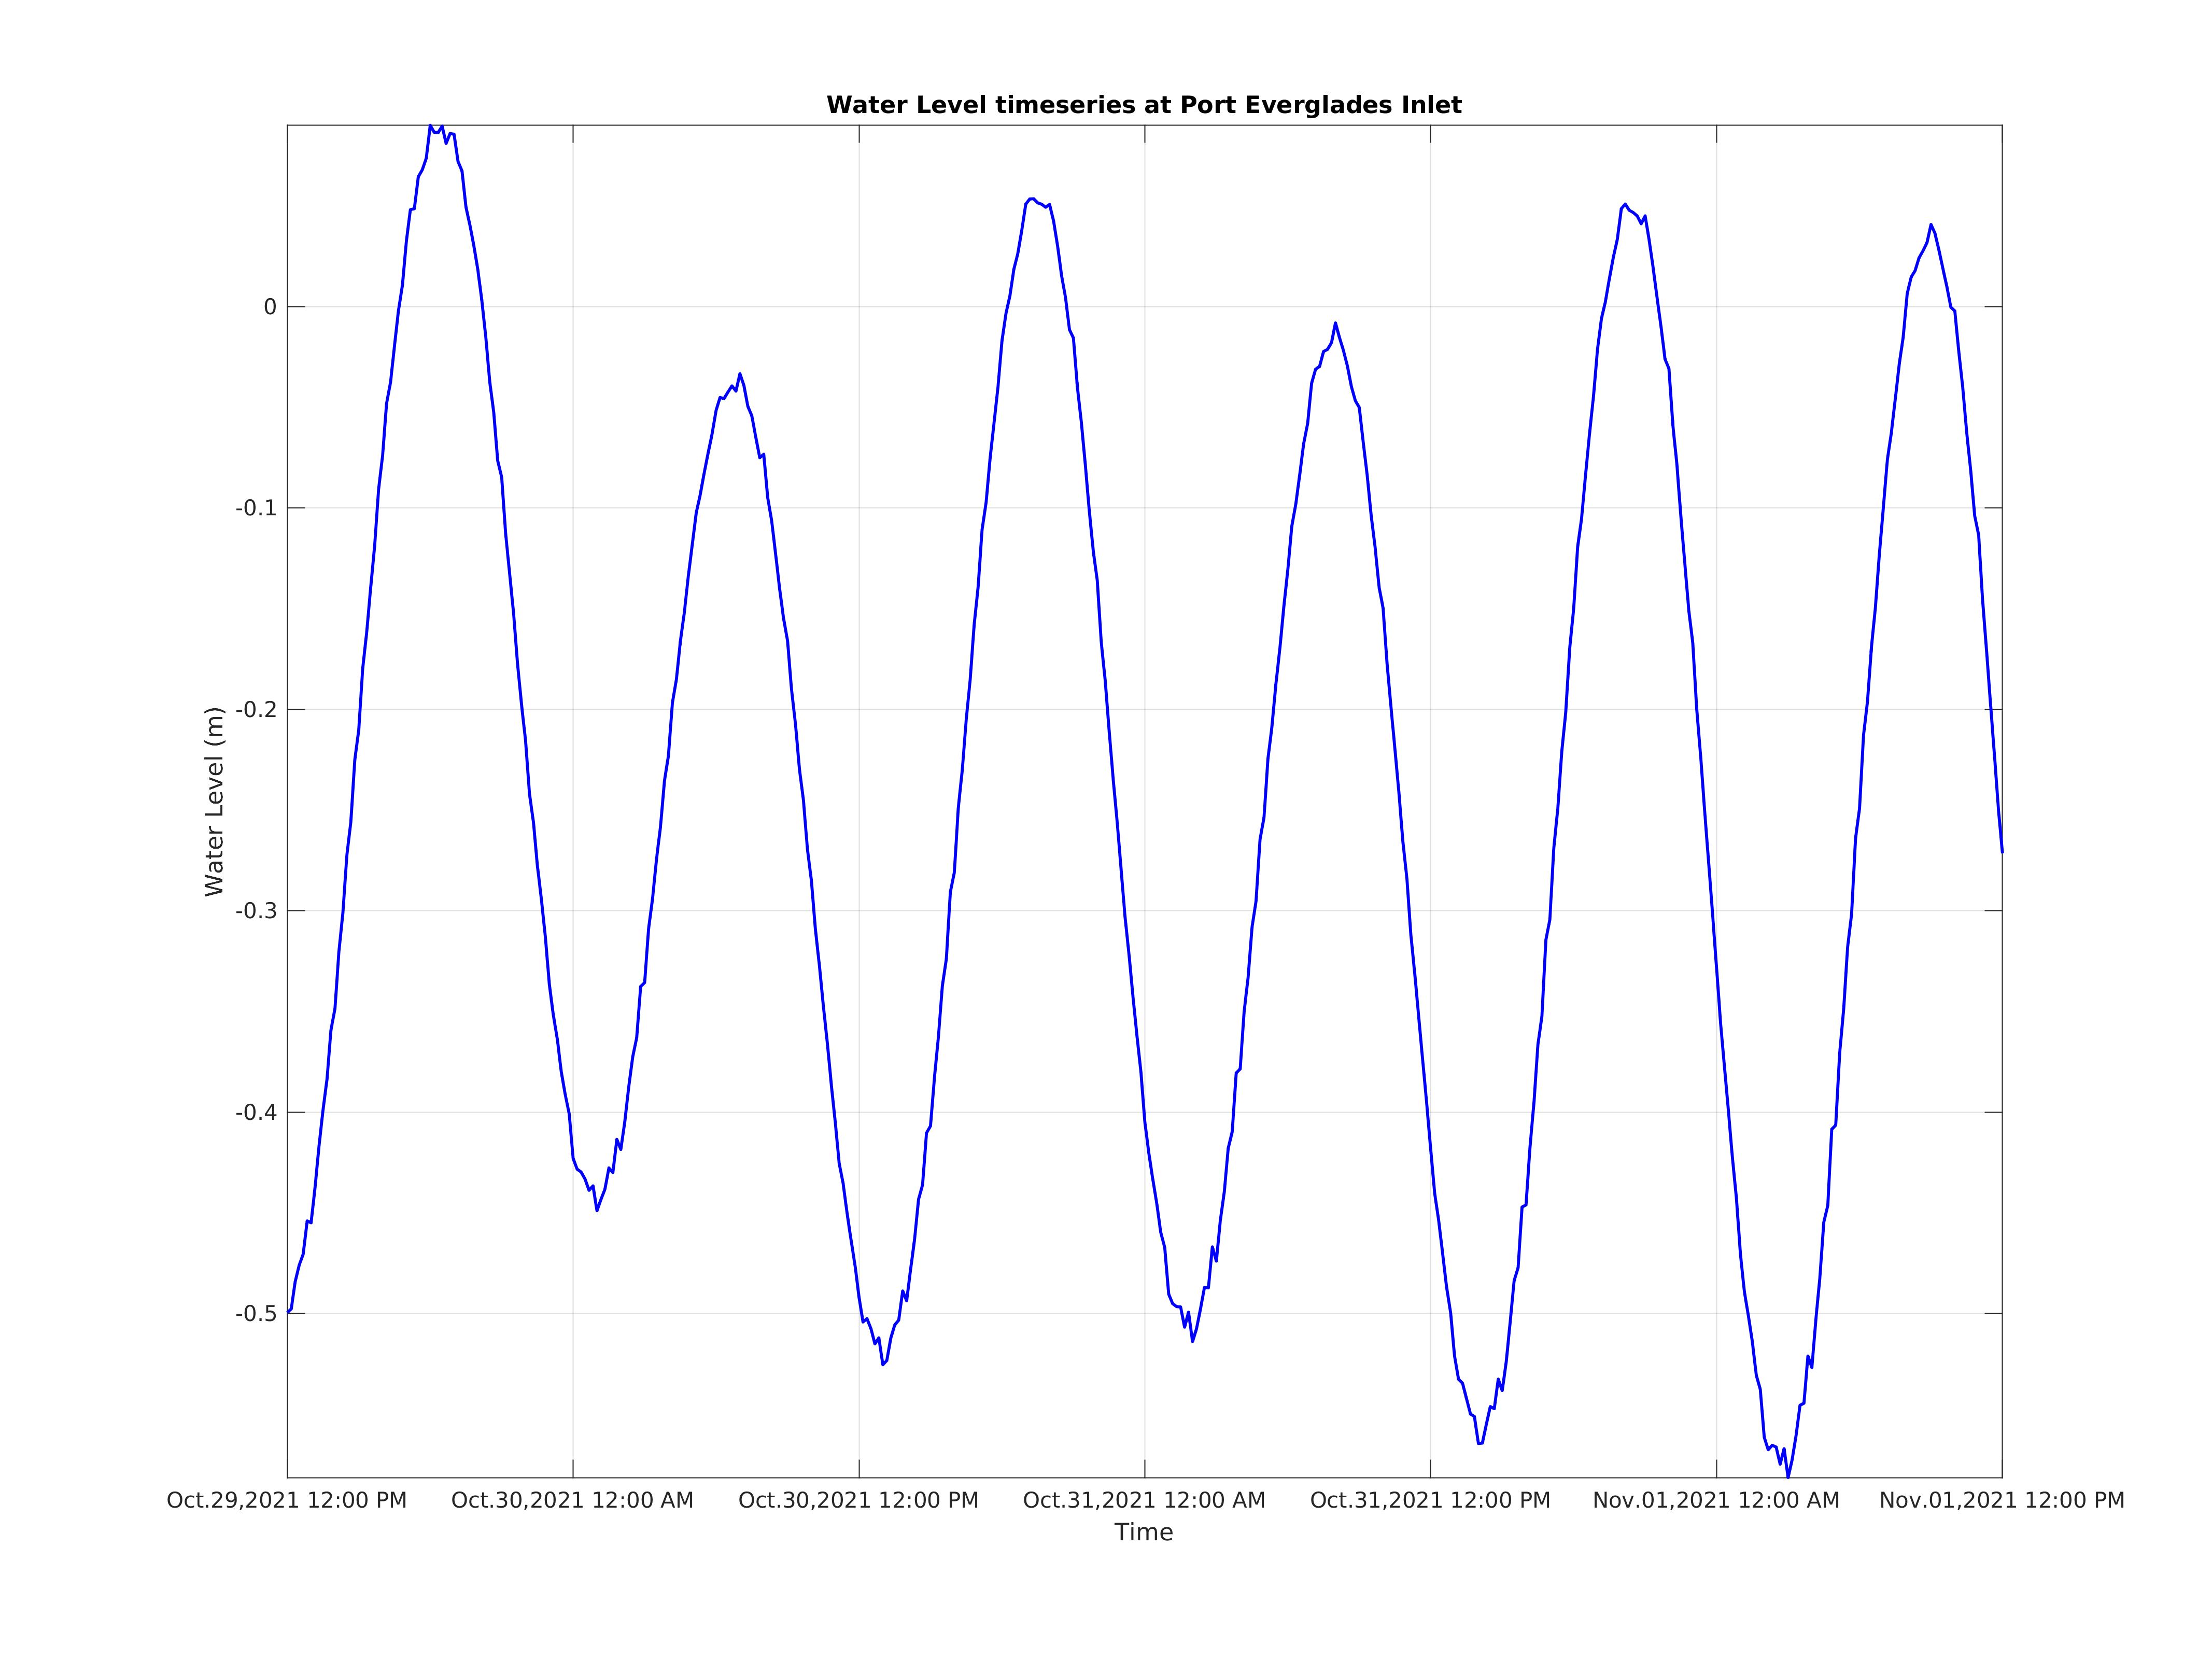 Water Level timeseries at Port Everglades Inlet
0
-0.1
-0.2
-0.3
-0.4
-0.5
Water Level (m)
Oct.29,2021 12:00 PM Oct.30,2021 12:00 AM Oct.30,2021 12:00 PM Oct.31,2021 12:00 AM Oct.31,2021 12:00 PM Nov.01,2021 12:00 AM Nov.01,2021 12:00 PM
Time